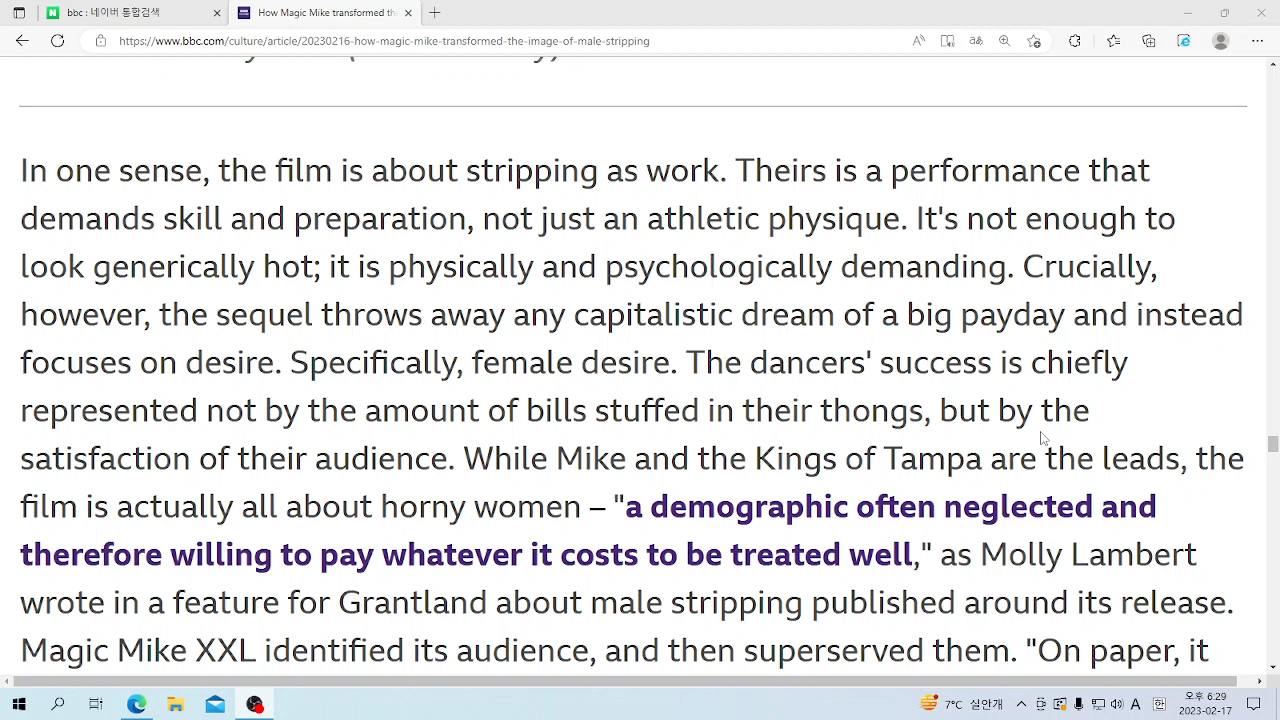 bbc : 네이버 통합검색
How Magic Mike transformed th
https://www.bbc.com/culture/article/20230216-how-magic-mike-transformed-the-image-of-male-stripping
In one sense, the film is about stripping as work. Theirs is a performance that
demands skill and preparation, not just an athletic physique. It's not enough to
look generically hot; it is physically and psychologically demanding. Crucially,
however, the sequel throws away any capitalistic dream of a big payday and instead
focuses on desire. Specifically, female desire. The dancers' success is chiefly
represented not by the amount of bills stuffed in their thongs, but by the
satisfaction of their audience. While Mike and the Kings of Tampa are the leads, the
film is actually all about horny women – "a demographic often neglected and
therefore willing to pay whatever it costs to be treated well," as Molly Lambert
wrote in a feature for Grantland about male stripping published around its release.
Magic Mike XXL identified its audience, and then superserved them. "On paper, it
7°C 실안개
A
오후 6:29
2023-02-17